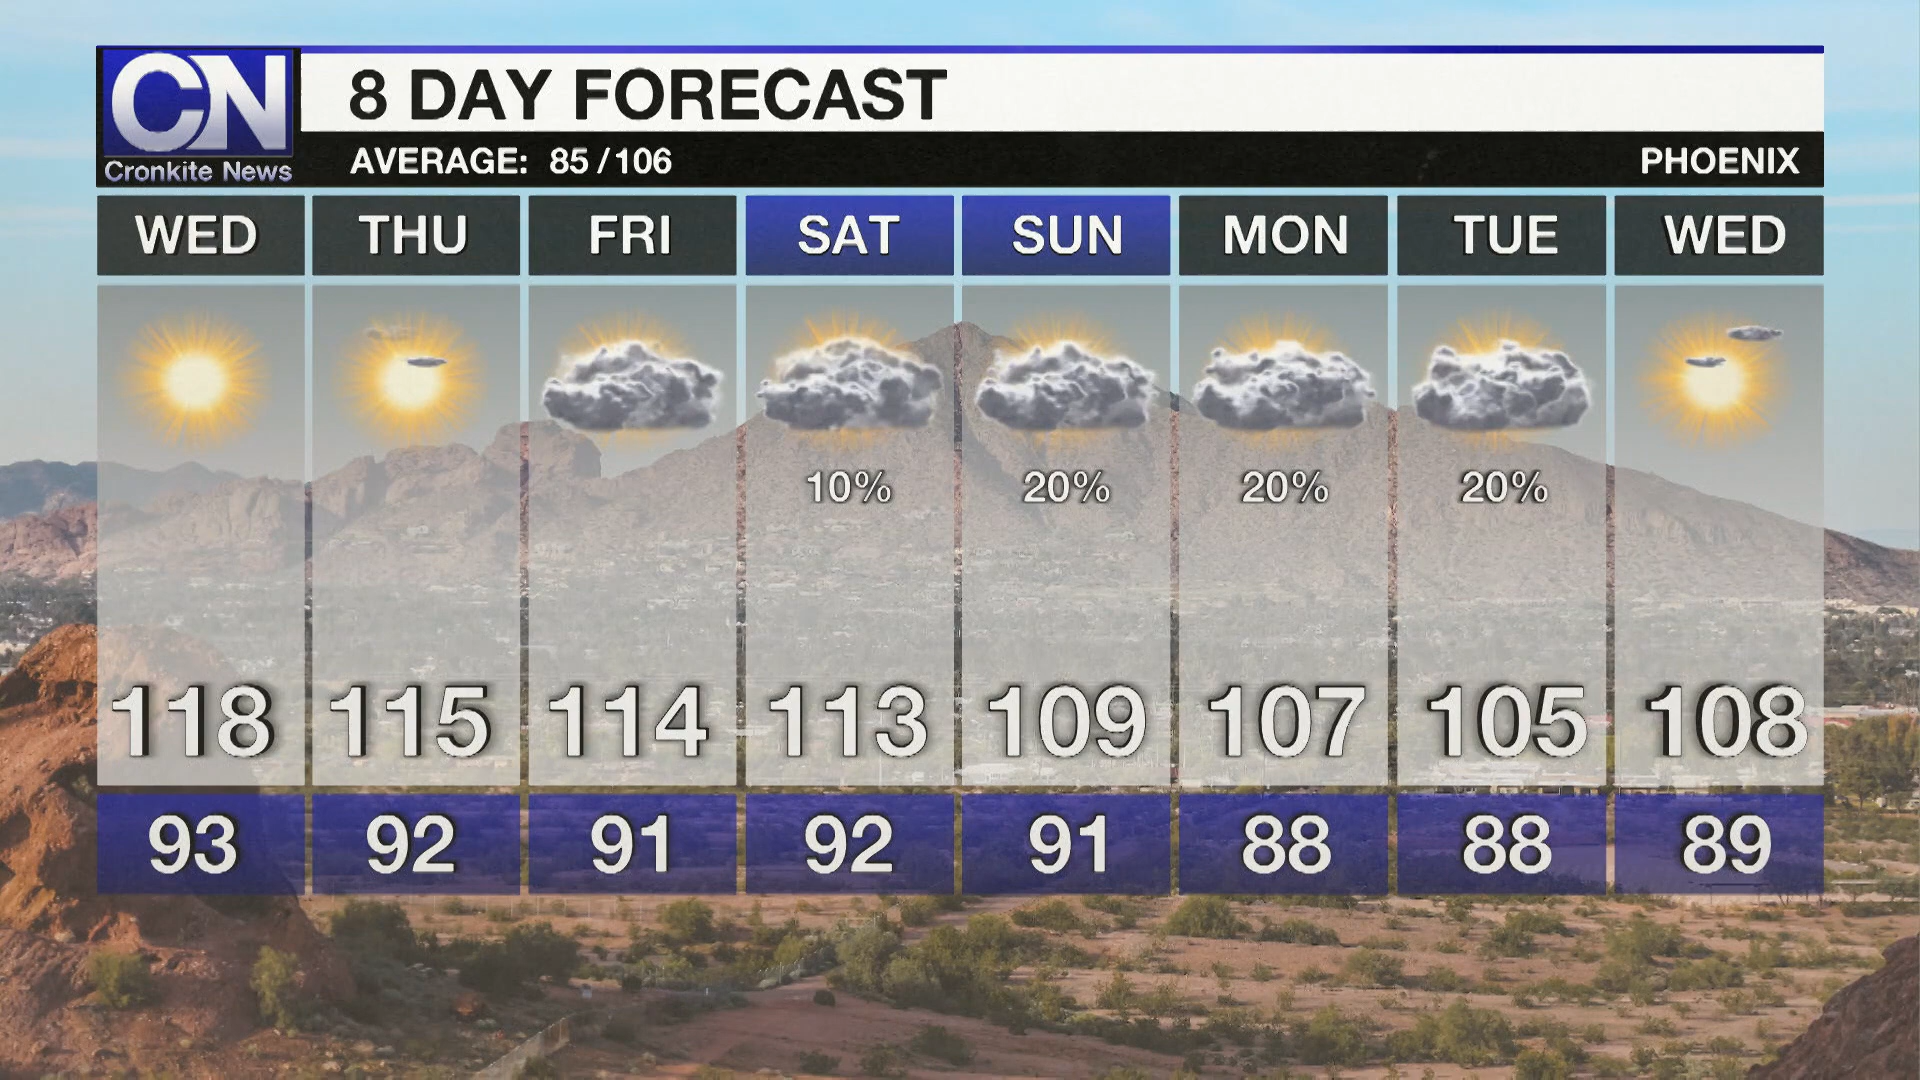 CN
Cronkite News
8 DAY FORECAST
AVERAGE: 85 / 106
PHOENIX
WED THU FRI SAT SUN MON TUE WED
10% 20% 20% 20%
118 115 114 113 109 107 105 108
93 92 91 92 91 88 88 89